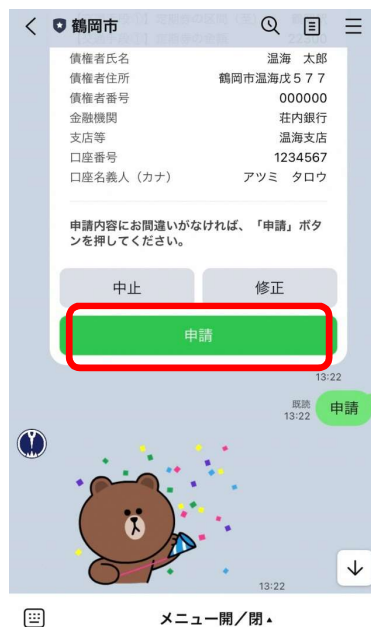 鶴岡市
債権者氏名 温海 太郎
債権者住所 鶴岡市温海戊577
債権者番号 000000
金融機関 荘内銀行
支店等 温海支店
口座番号 1234567
口座名義人（カナ） アツミ タロウ
申請内容にお間違いがなければ、「申請」ボタ
ンを押してください。
中止 修正
申請
13:22
既読
13:22 申請
13:22
メニュー開／閉▲